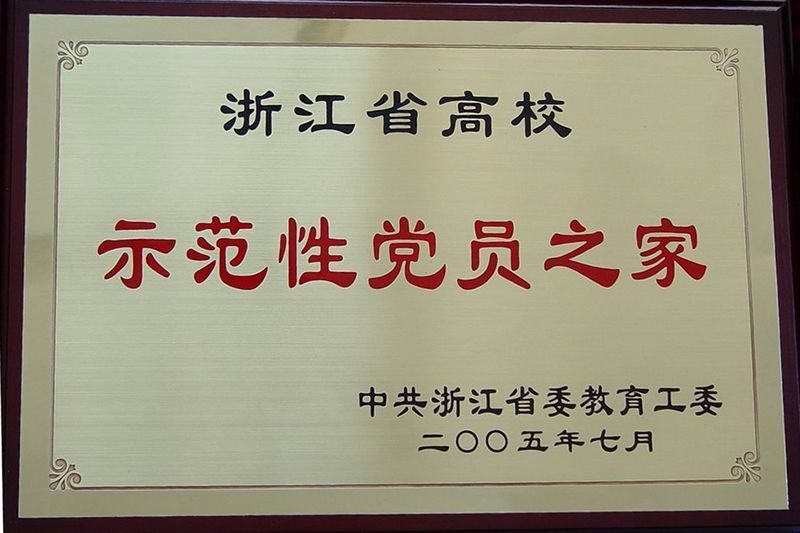 浙江省高校
示范性党员之家
中共浙江省委教育工委
二〇〇五年七月